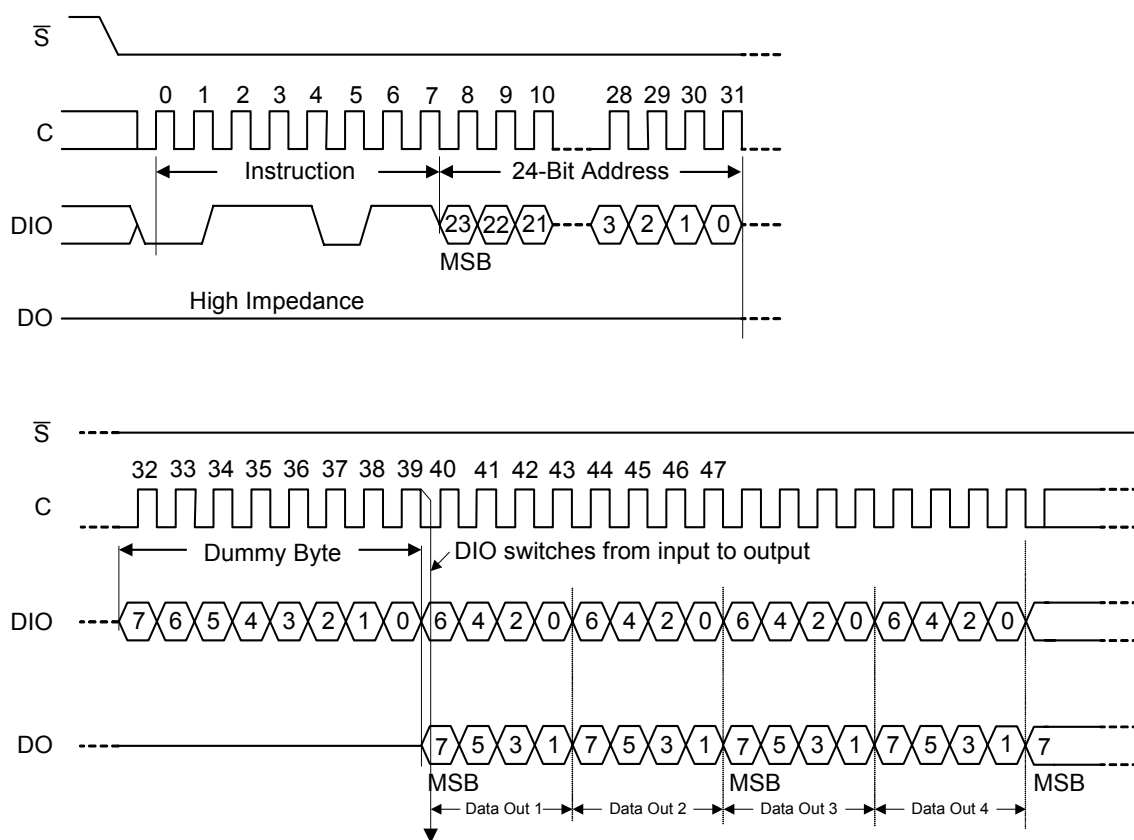 S
0 1 2 3 4 5 6 7 8 9 10 28 29 30 31
C
Instruction 24-Bit Address
DIO 23 22 21 3 2 1 0
MSB
High Impedance
DO
S
32 33 34 35 36 37 38 39 40 41 42 43 44 45 46 47
C
Dummy Byte DIO switches from input to output
DIO 7 6 5 4 3 2 1 0 6 4 2 0 6 4 2 0 6 4 2 0 6 4 2 0
DO 7 5 3 1 7 5 3 1 7 5 3 1 7 5 3 1 7
MSB MSB MSB
Data Out 1 Data Out 2 Data Out 3 Data Out 4